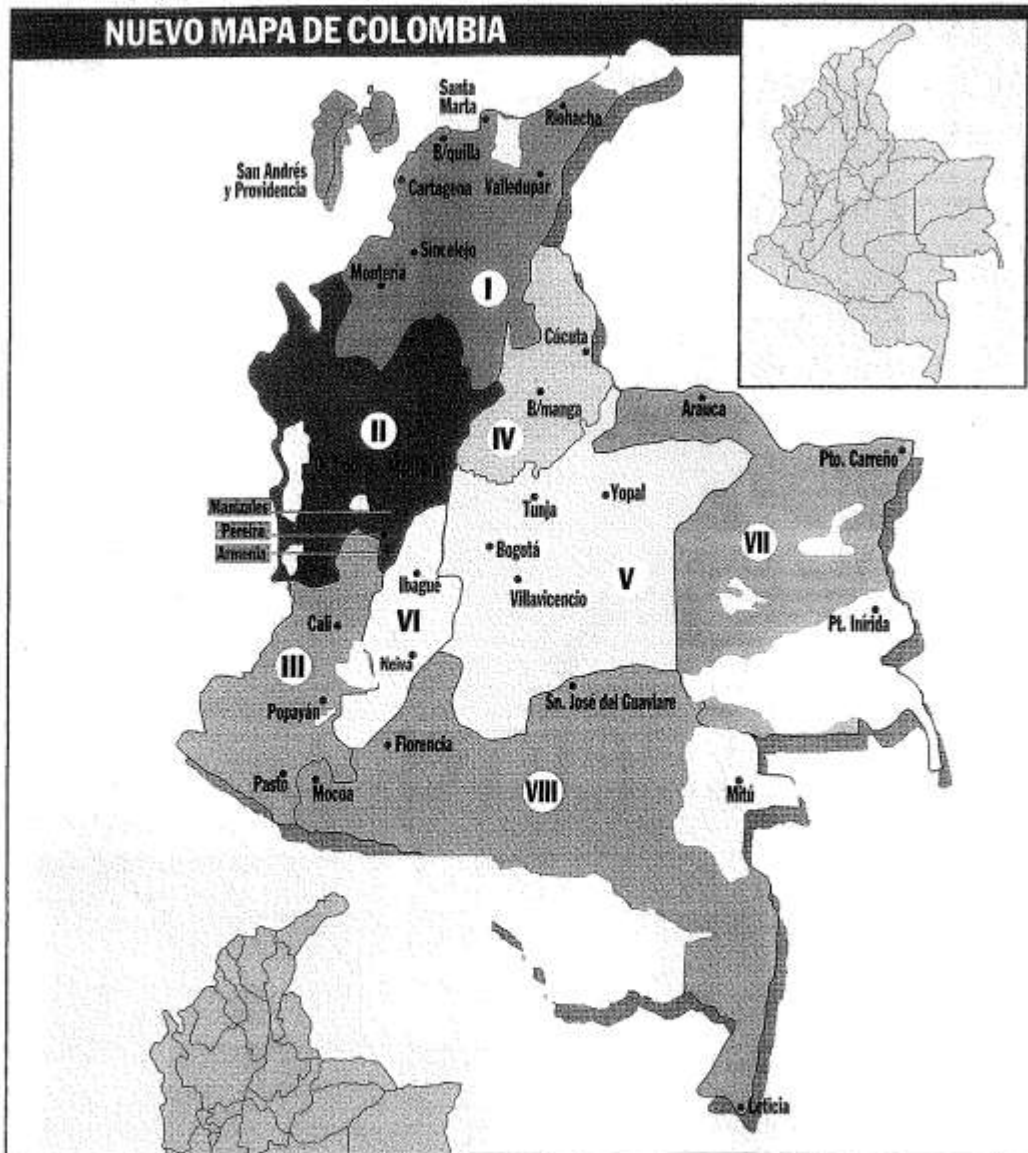 NUEVO MAPA DE COLOMBIA
Santa
Marta
Riohacha
B/quilla
San Andrés
y Providencia
Cartagena
Valledupar
Sincelejo
Montería
I
Cúcuta
B/manga
Arauca
II
IV
Pto. Carreño
Manizales
Tunja
Yopal
Pereira
Bogotá
VII
Armenia
Ibagué
Villavicencio
V
Cali
VI
Pt. Inírida
III
Neiva
Sn. José del Guaviare
Popayán
Florencia
Pasto
Mocoa
VIII
Mitú
Leticia